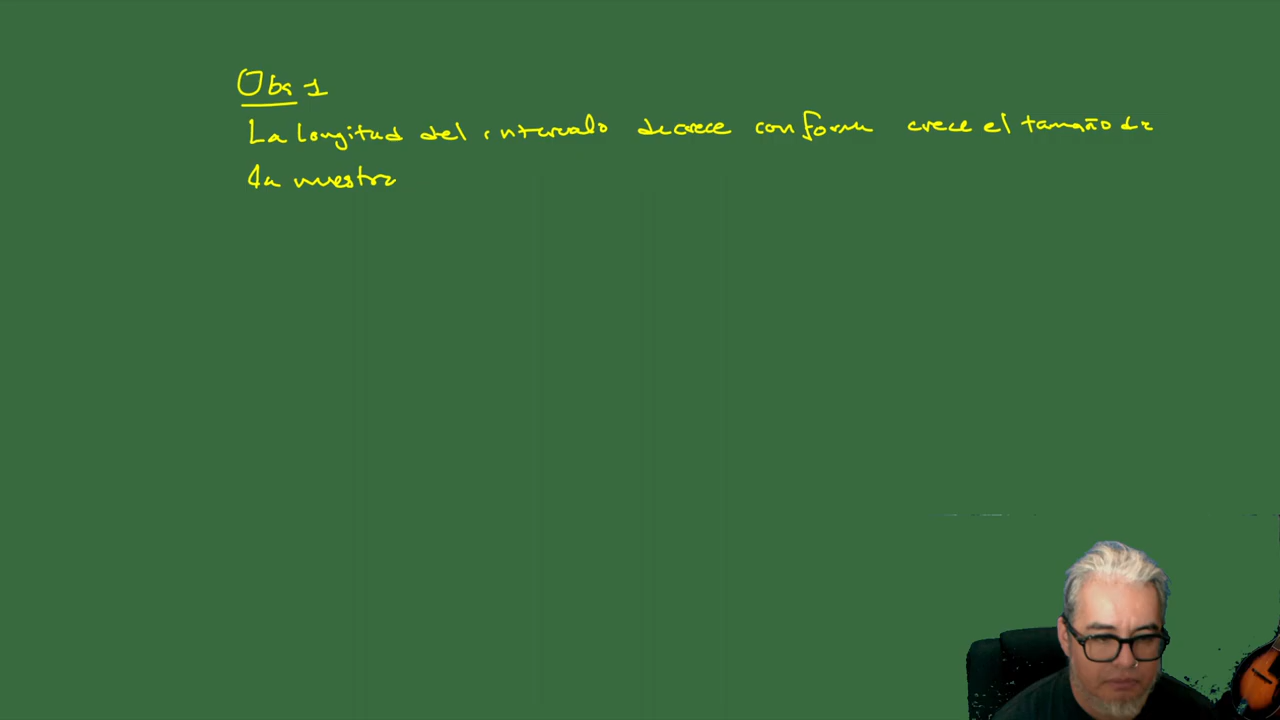 Obs 1
La longitud del intervalo decrece conforme crece el tamaño de
la muestra